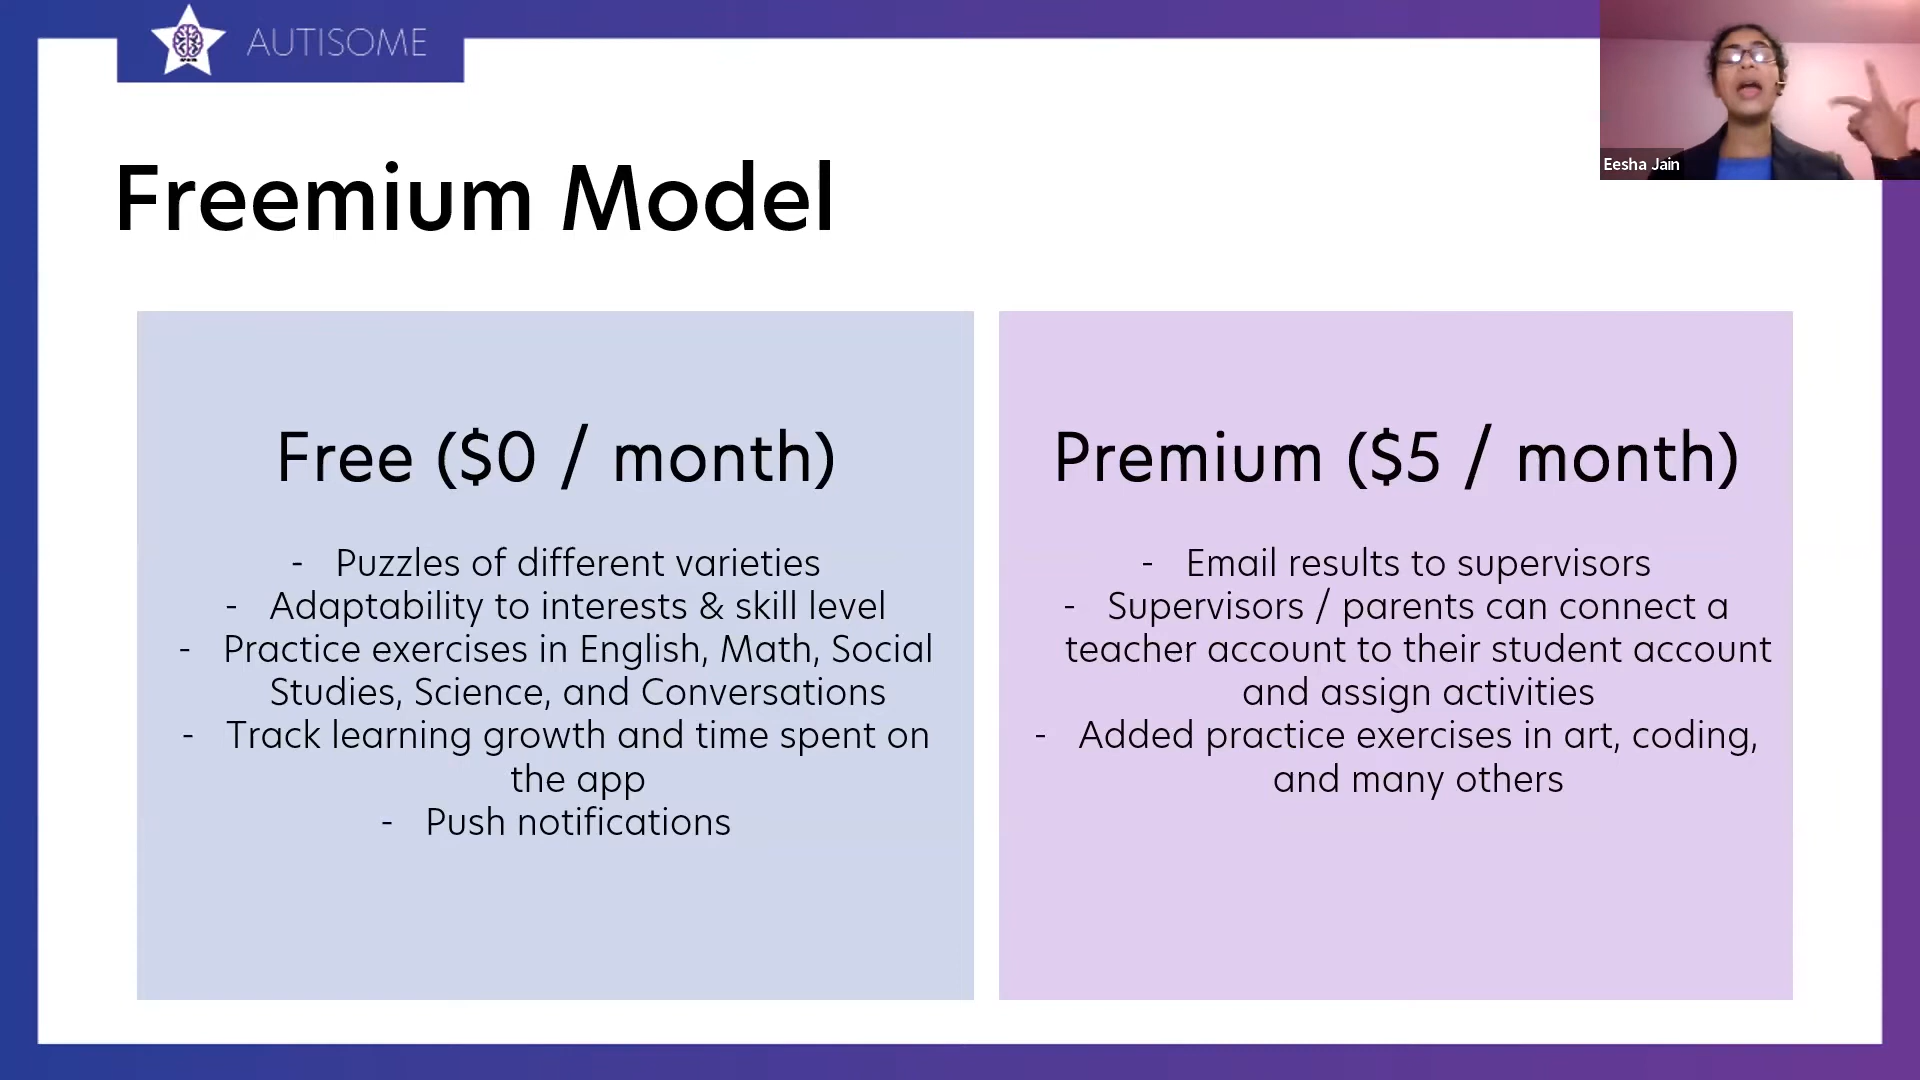 AUTISOME
Eesha Jain
Freemium Model
Free ($0 / month)
- Puzzles of different varieties
- Adaptability to interests & skill level
- Practice exercises in English, Math, Social
Studies, Science, and Conversations
- Track learning growth and time spent on
the app
- Push notifications
Premium ($5 / month)
- Email results to supervisors
- Supervisors / parents can connect a
teacher account to their student account
and assign activities
- Added practice exercises in art, coding,
and many others